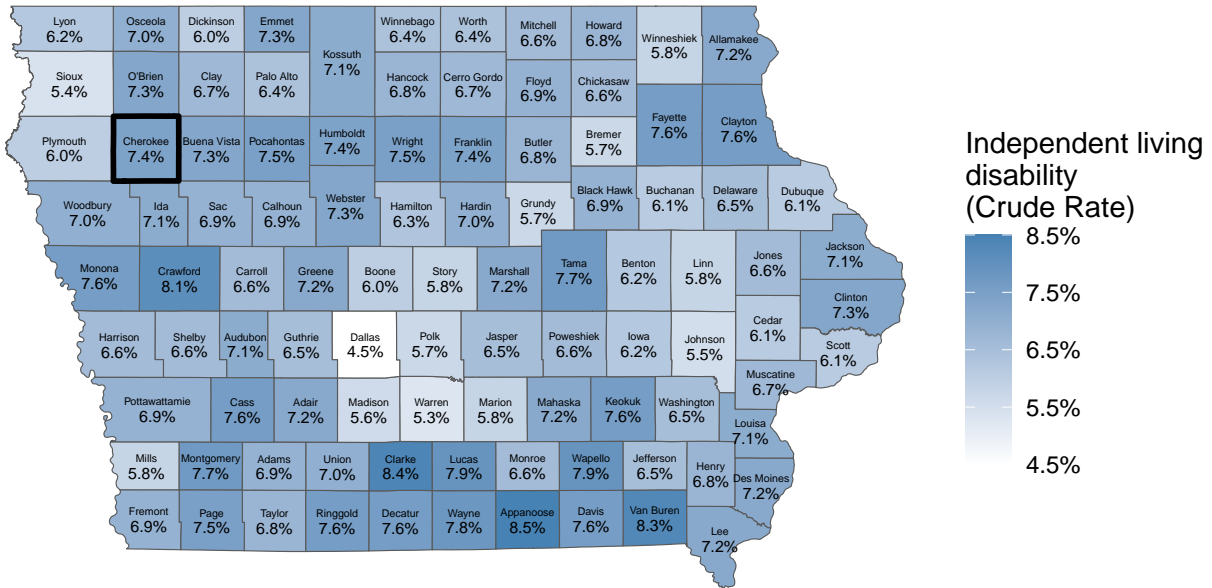 Lyon
6.2%
Osceola
7.0%
Dickinson
6.0%
Emmet
7.3%
Kossuth
7.1%
Winnebago
6.4%
Worth
6.4%
Mitchell
6.6%
Howard
6.8%
Winneshiek
5.8%
Allamakee
7.2%
Sioux
5.4%
O'Brien
7.3%
Clay
6.7%
Palo Alto
6.4%
Hancock
6.8%
Cerro Gordo
6.7%
Floyd
6.9%
Chickasaw
6.6%
Plymouth
6.0%
Cherokee
7.4%
Buena Vista
7.3%
Pocahontas
7.5%
Humboldt
7.4%
Wright
7.5%
Franklin
7.4%
Butler
6.8%
Bremer
5.7%
Fayette
7.6%
Clayton
7.6%
Woodbury
7.0%
Ida
7.1%
Sac
6.9%
Calhoun
6.9%
Webster
7.3%
Hamilton
6.3%
Hardin
7.0%
Grundy
5.7%
Black Hawk
6.9%
Buchanan
6.1%
Delaware
6.5%
Dubuque
6.1%
Monona
7.6%
Crawford
8.1%
Carroll
6.6%
Greene
7.2%
Boone
6.0%
Story
5.8%
Marshall
7.2%
Tama
7.7%
Benton
6.2%
Linn
5.8%
Jones
6.6%
Jackson
7.1%
Clinton
7.3%
Harrison
6.6%
Shelby
6.6%
Audubon
7.1%
Guthrie
6.5%
Dallas
4.5%
Polk
5.7%
Jasper
6.5%
Poweshiek
6.6%
Iowa
6.2%
Johnson
5.5%
Cedar
6.1%
Scott
6.1%
Muscatine
6.7%
Pottawattamie
6.9%
Cass
7.6%
Adair
7.2%
Madison
5.6%
Warren
5.3%
Marion
5.8%
Mahaska
7.2%
Keokuk
7.6%
Washington
6.5%
Louisa
7.1%
Mills
5.8%
Montgomery
7.7%
Adams
6.9%
Union
7.0%
Clarke
8.4%
Lucas
7.9%
Monroe
6.6%
Wapello
7.9%
Jefferson
6.5%
Henry
6.8%
Des Moines
7.2%
Fremont
6.9%
Page
7.5%
Taylor
6.8%
Ringgold
7.6%
Decatur
7.6%
Wayne
7.8%
Appanoose
8.5%
Davis
7.6%
Van Buren
8.3%
Lee
7.2%
Independent living
disability
(Crude Rate)
8.5%
7.5%
6.5%
5.5%
4.5%